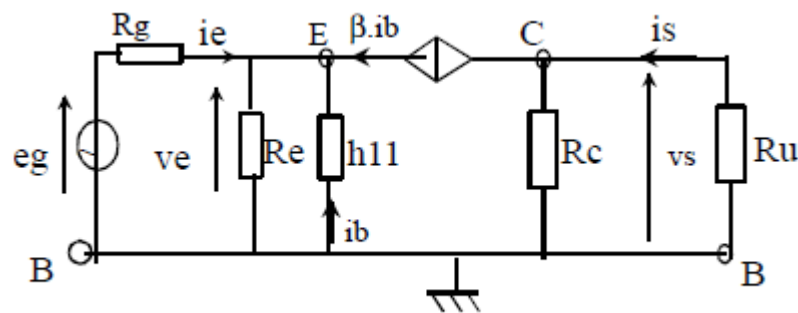 Rg ie E β.ib C is
eg ve Re h11 Rc vs Ru
ib
B B